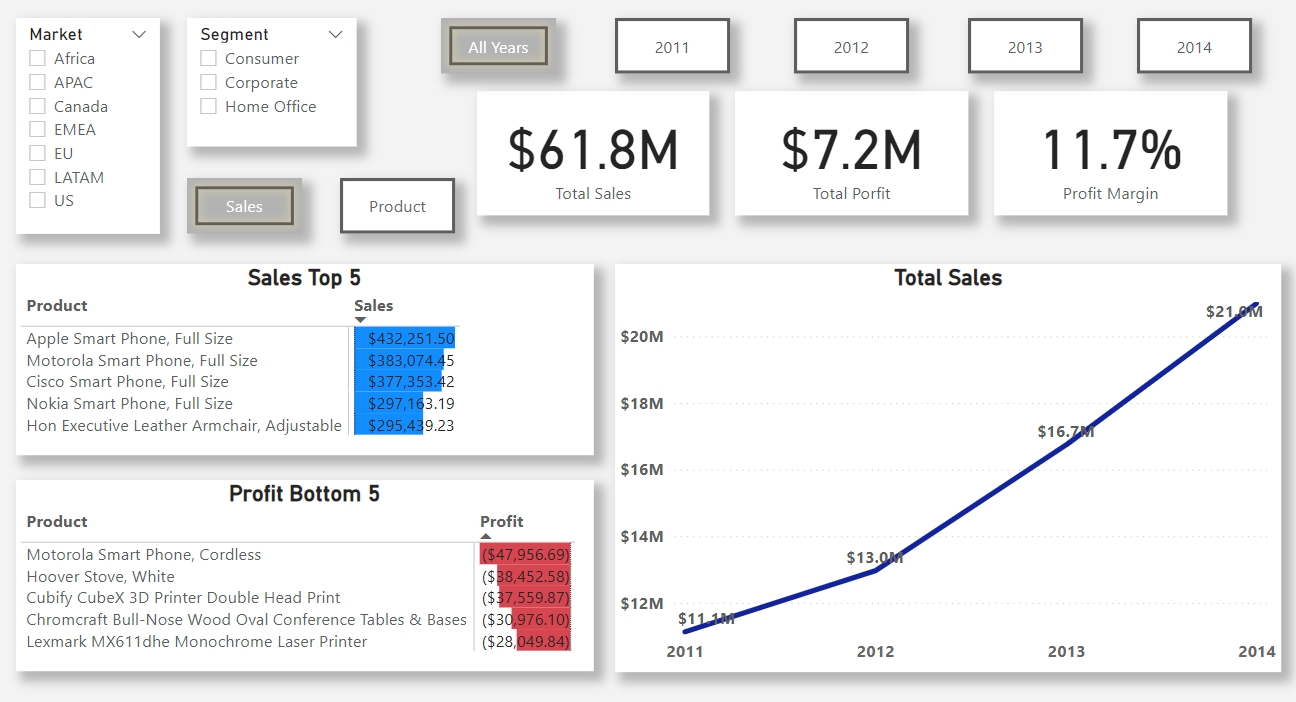 Market
Africa
APAC
Canada
EMEA
EU
LATAM
US
Segment
Consumer
Corporate
Home Office
All Years
2011
2012
2013
2014
Sales
Product
$61.8M
Total Sales
$7.2M
Total Porfit
11.7%
Profit Margin
Sales Top 5
Product Sales
Apple Smart Phone, Full Size $432,251.50
Motorola Smart Phone, Full Size $383,074.45
Cisco Smart Phone, Full Size $377,353.42
Nokia Smart Phone, Full Size $297,163.19
Hon Executive Leather Armchair, Adjustable $295,439.23
Profit Bottom 5
Product Profit
Motorola Smart Phone, Cordless ($47,956.69)
Hoover Stove, White ($38,452.58)
Cubify CubeX 3D Printer Double Head Print ($37,559.87)
Chromcraft Bull-Nose Wood Oval Conference Tables & Bases ($30,976.10)
Lexmark MX611dhe Monochrome Laser Printer ($28,049.84)
Total Sales
$21.0M
$20M
$18M
$16.7M
$16M
$14M
$13.0M
$12M
$11.1M
2011 2012 2013 2014